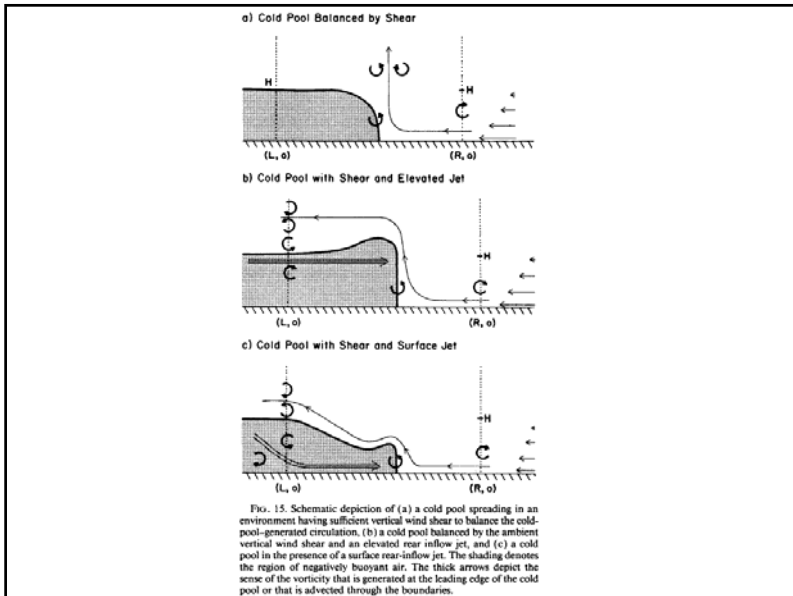 a) Cold Pool Balanced by Shear
H
H
(L, o) (R, o)
b) Cold Pool with Shear and Elevated Jet
H
(L, o) (R, o)
c) Cold Pool with Shear and Surface Jet
H
(L, o) (R, o)
FIG. 15. Schematic depiction of (a) a cold pool spreading in an
environment having sufficient vertical wind shear to balance the cold-
pool-generated circulation, (b) a cold pool balanced by the ambient
vertical wind shear and an elevated rear inflow jet, and (c) a cold
pool in the presence of a surface rear-inflow jet. The shading denotes
the region of negatively buoyant air. The thick arrows depict the
sense of the vorticity that is generated at the leading edge of the cold
pool or that is advected through the boundaries.